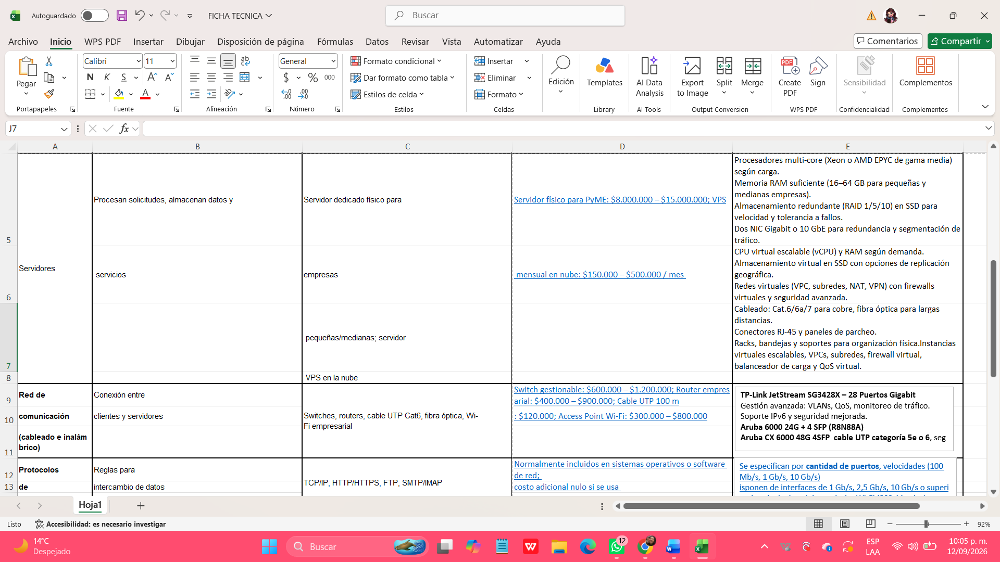 Autoguardado
FICHA TECNICA
Buscar
Archivo Inicio WPS PDF Insertar Dibujar Disposición de página Fórmulas Datos Revisar Vista Automatizar Ayuda
Comentarios
Compartir
Pegar
Portapapeles
Calibri 11
N K S A A
A
Fuente
ab
Alineación
General
$ % 000
Número
Formato condicional
Dar formato como tabla
Estilos de celda
Estilos
Insertar
Eliminar
Formato
Celdas
Edición
Templates
Library
AI Data
Analysis
AI Tools
Export
to Image
Split
Merge
Output Conversion
Create
PDF
Sign
WPS PDF
Sensibilidad
Confidencialidad
Complementos
Complementos
J7
fx
A B C D E
5
Servidores
Procesan solicitudes, almacenan datos y
Servidor dedicado físico para
Servidor físico para PyME: $8.000.000 – $15.000.000; VPS
Procesadores multi-core (Xeon o AMD EPYC de gama media)
según carga.
Memoria RAM suficiente (16–64 GB para pequeñas y
medianas empresas).
Almacenamiento redundante (RAID 1/5/10) en SSD para
velocidad y tolerancia a fallos.
Dos NIC Gigabit o 10 GbE para redundancia y segmentación de
tráfico.
6
servicios
empresas
mensual en nube: $150.000 – $500.000 / mes
CPU virtual escalable (vCPU) y RAM según demanda.
Almacenamiento virtual en SSD con opciones de replicación
geográfica.
Redes virtuales (VPC, subredes, NAT, VPN) con firewalls
virtuales y seguridad avanzada.
7
pequeñas/medianas; servidor
Cableado: Cat.6/6a/7 para cobre, fibra óptica para largas
distancias.
Conectores RJ-45 y paneles de parcheo.
Racks, bandejas y soportes para organización física.Instancias
virtuales escalables, VPCs, subredes, firewall virtual,
balanceador de carga y QoS virtual.
8
VPS en la nube
9
Red de
Conexión entre
Switch gestionable: $600.000 – $1.200.000; Router empres
arial: $400.000 – $900.000; Cable UTP 100 m
10
comunicación
clientes y servidores
Switches, routers, cable UTP Cat6, fibra óptica, Wi-
Fi empresarial
: $120.000; Access Point Wi-Fi: $300.000 – $800.000
11
(cableado e inalám
brico)
TP-Link JetStream SG3428X – 28 Puertos Gigabit
Gestión avanzada: VLANs, QoS, monitoreo de tráfico.
Soporte IPv6 y seguridad mejorada.
Aruba 6000 24G + 4 SFP (R8N88A)
Aruba CX 6000 48G 4SFP cable UTP categoría 5e o 6, seg
12
Protocolos
Reglas para
TCP/IP, HTTP/HTTPS, FTP, SMTP/IMAP
Normalmente incluidos en sistemas operativos o software
de red;
13
de
intercambio de datos
costo adicional nulo si se usa
Se especifican por cantidad de puertos, velocidades (100
Mb/s, 1 Gb/s, 10 Gb/s)
isponen de interfaces de 1 Gb/s, 2,5 Gb/s, 10 Gb/s o superi
Hoja1
Listo
Accesibilidad: es necesario investigar
92%
14°C
Despejado
Buscar
12
ESP
LAA
10:05 p. m.
12/09/2026